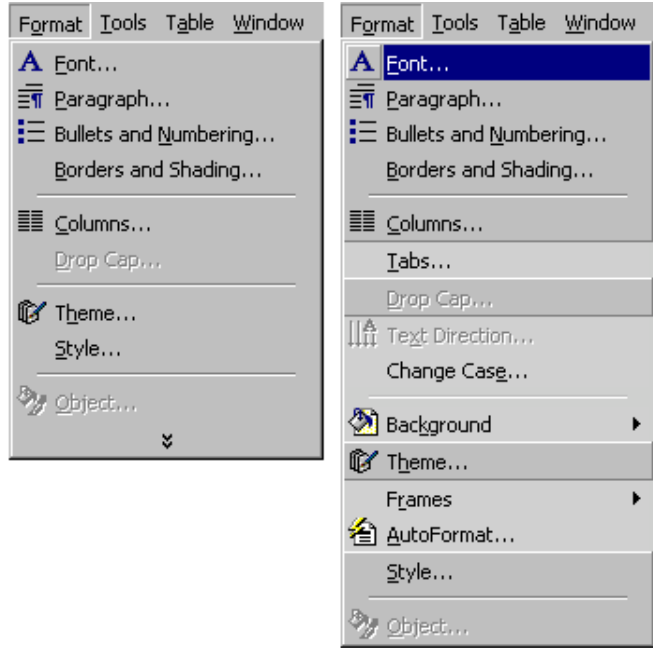 Format Tools Table Window
Font...
Paragraph...
Bullets and Numbering...
Borders and Shading...
Columns...
Drop Cap...
Theme...
Style...
Object...
Format Tools Table Window
Font...
Paragraph...
Bullets and Numbering...
Borders and Shading...
Columns...
Tabs...
Drop Cap...
Text Direction...
Change Case...
Background
Theme...
Frames
AutoFormat...
Style...
Object...